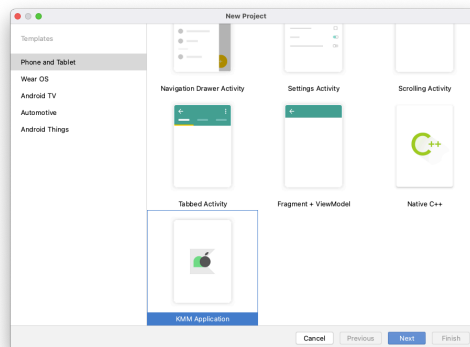 New Project
Templates
Phone and Tablet
Wear OS
Android TV
Automotive
Android Things
Navigation Drawer Activity
Settings Activity
Scrolling Activity
Tabbed Activity
Fragment + ViewModel
C++
Native C++
KMM Application
Cancel
Previous
Next
Finish